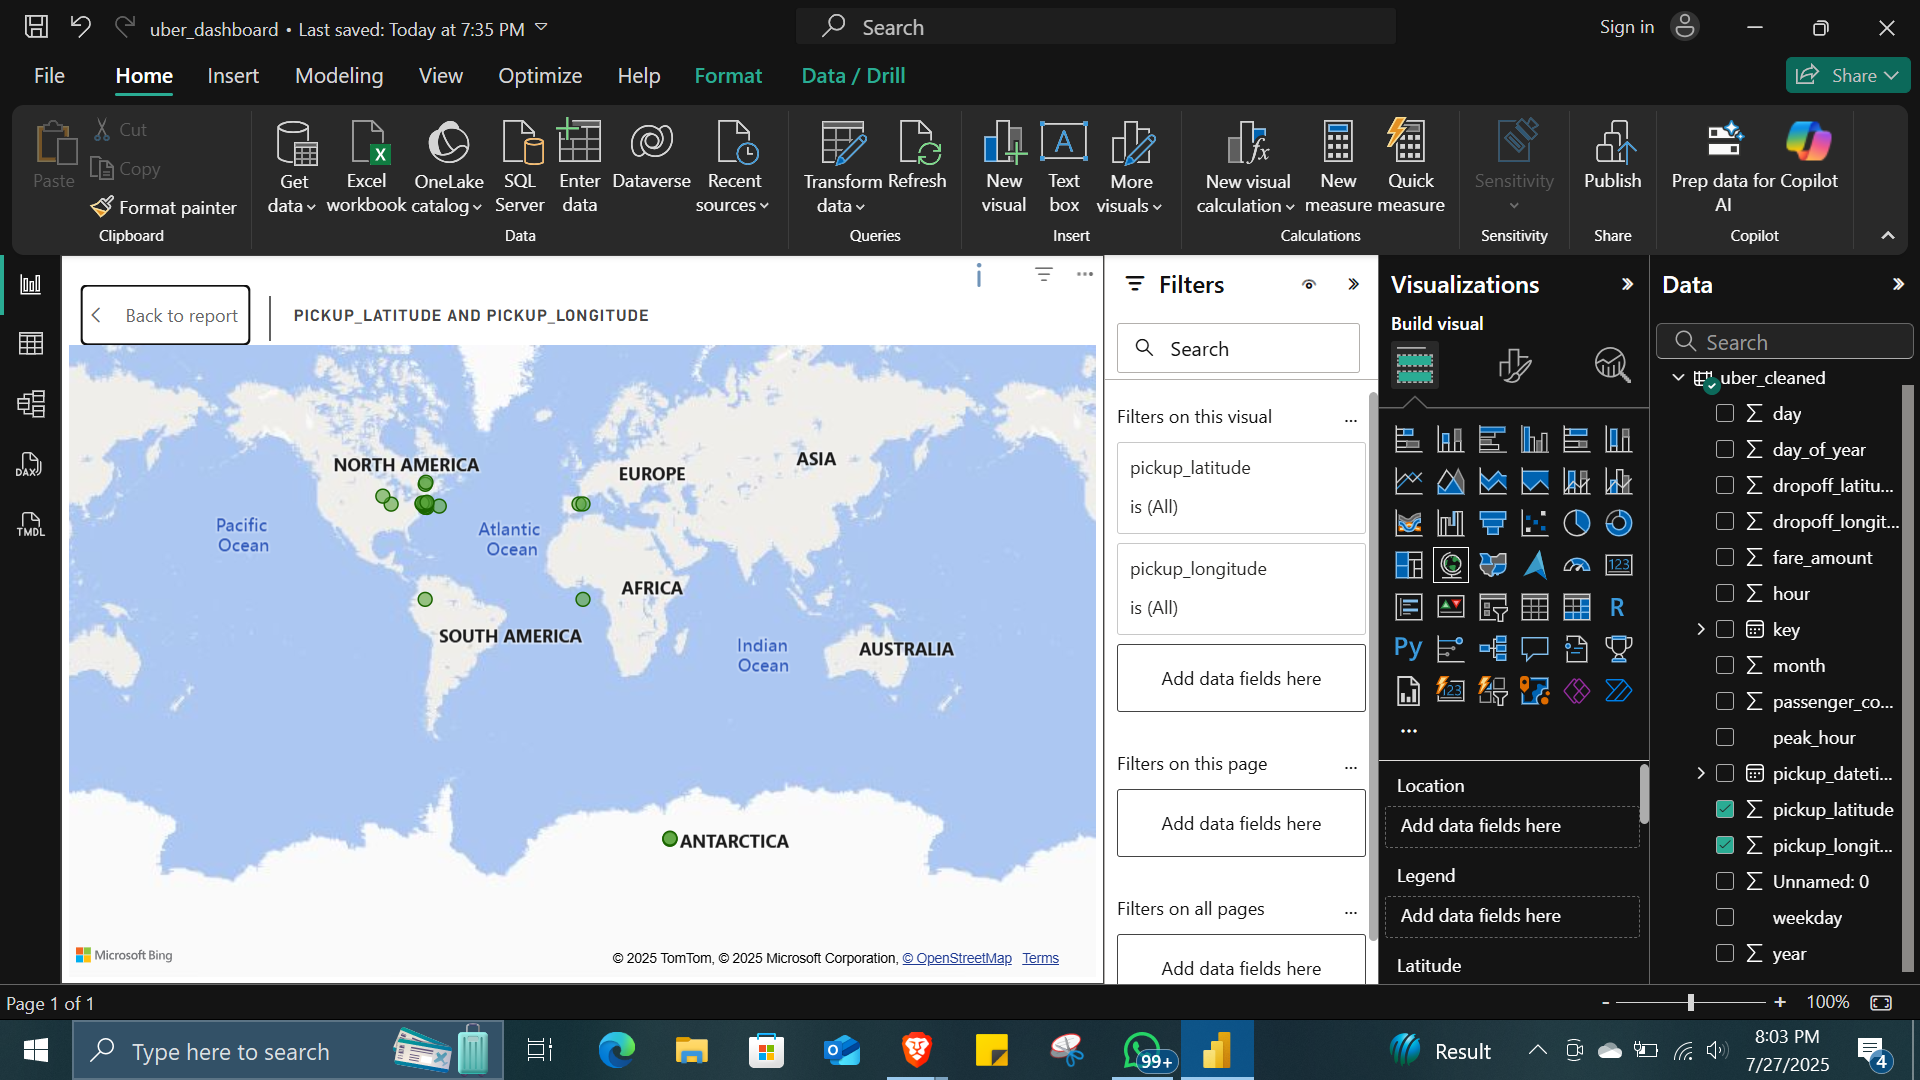 uber_dashboard • Last saved: Today at 7:35 PM
Search
Sign in
File
Home
Insert
Modeling
View
Optimize
Help
Format
Data / Drill
Share
Paste
Cut
Copy
Format painter
Clipboard
Get data
Excel workbook
OneLake catalog
SQL Server
Enter data
Dataverse
Recent sources
Data
Transform data
Refresh
Queries
New visual
Text box
More visuals
Insert
New visual calculation
New measure
Quick measure
Calculations
Sensitivity
Sensitivity
Publish
Share
Prep data for AI
Copilot
Copilot
DAX
TMDL
Back to report
PICKUP_LATITUDE AND PICKUP_LONGITUDE
NORTH AMERICA
EUROPE
ASIA
Pacific
Ocean
Atlantic
Ocean
AFRICA
SOUTH AMERICA
Indian
Ocean
AUSTRALIA
ANTARCTICA
Microsoft Bing
© 2025 TomTom, © 2025 Microsoft Corporation, © OpenStreetMap Terms
Filters
Search
Filters on this visual
pickup_latitude
is (All)
pickup_longitude
is (All)
Add data fields here
Filters on this page
Add data fields here
Filters on all pages
Add data fields here
Visualizations
Build visual
123
R
Py
123
Location
Add data fields here
Legend
Add data fields here
Latitude
Data
Search
uber_cleaned
day
day_of_year
dropoff_latitu...
dropoff_longit...
fare_amount
hour
key
month
passenger_co...
peak_hour
pickup_dateti...
pickup_latitude
pickup_longit...
Unnamed: 0
weekday
year
Page 1 of 1
- + 100%
Type here to search
99+
Result
8:03 PM
7/27/2025
4